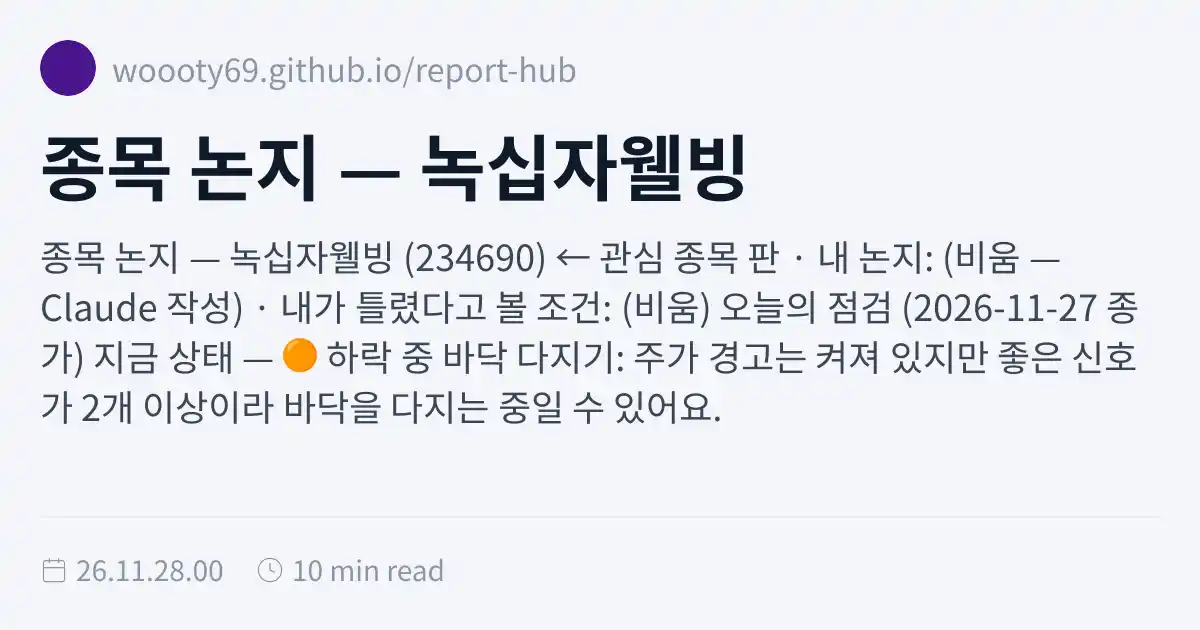 woooty69.github.io/report-hub
종목 논지 — 녹십자웰빙
종목 논지 — 녹십자웰빙 (234690) ← 관심 종목 판 · 내 논지: (비움 —
Claude 작성) · 내가 틀렸다고 볼 조건: (비움) 오늘의 점검 (2026-11-27 종
가) 지금 상태 — 🟠 하락 중 바닥 다지기: 주가 경고는 켜져 있지만 좋은 신호
가 2개 이상이라 바닥을 다지는 중일 수 있어요.
26.11.28.00
10 min read